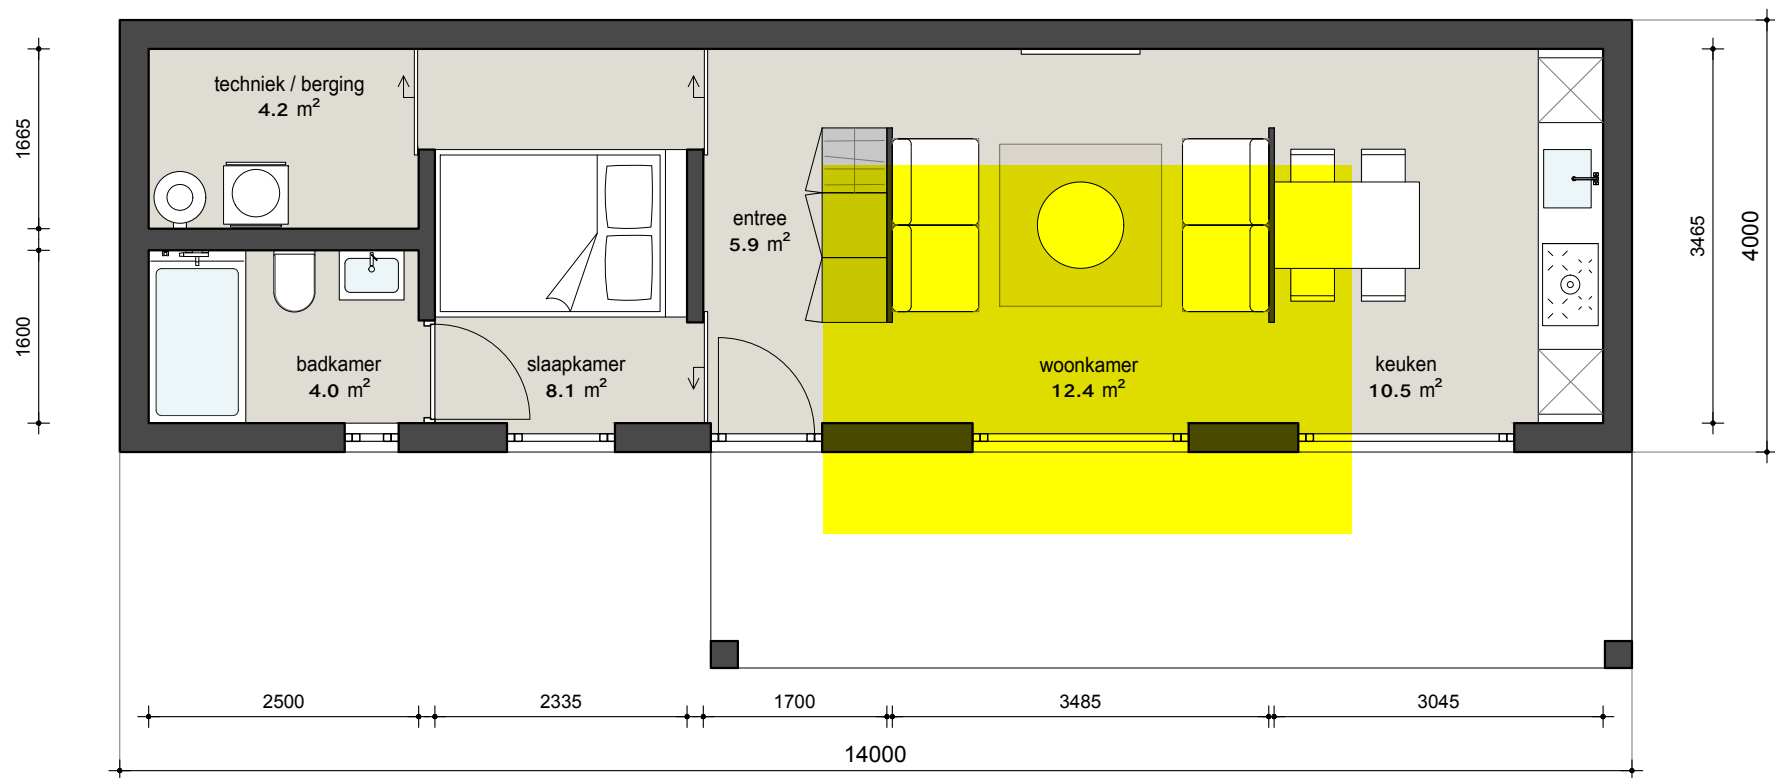 techniek / berging
4.2 m²
entree
5.9 m²
badkamer
4.0 m²
slaapkamer
8.1 m²
woonkamer
12.4 m²
keuken
10.5 m²
1665
1600
3465
4000
2500
2335
1700
3485
3045
14000